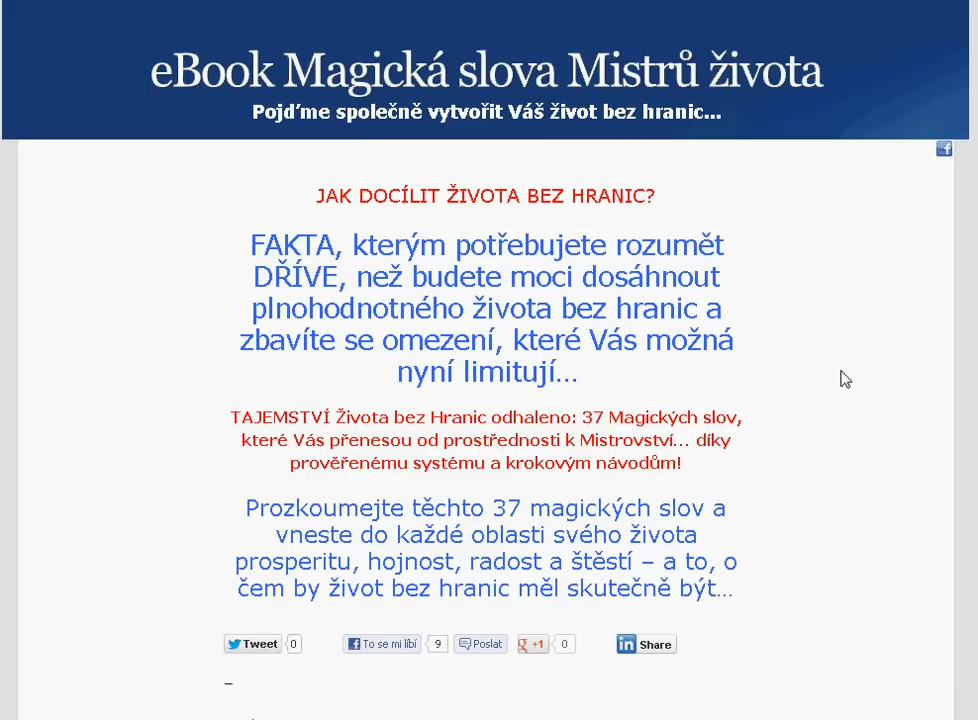 eBook Magická slova Mistrů života
Pojďme společně vytvořit Váš život bez hranic...
JAK DOCÍLIT ŽIVOTA BEZ HRANIC?
FAKTA, kterým potřebujete rozumět
DŘÍVE, než budete moci dosáhnout
plnohodnotného života bez hranic a
zbavíte se omezení, které Vás možná
nyní limitují...
TAJEMSTVÍ Života bez Hranic odhaleno: 37 Magických slov,
které Vás přenesou od prostřednosti k Mistrovství... díky
prověřenému systému a krokovým návodům!
Prozkoumejte těchto 37 magických slov a
vneste do každé oblasti svého života
prosperitu, hojnost, radost a štěstí – a to, o
čem by život bez hranic měl skutečně být...
Tweet 0 To se mi líbí 9 Poslat +1 0 Share
–